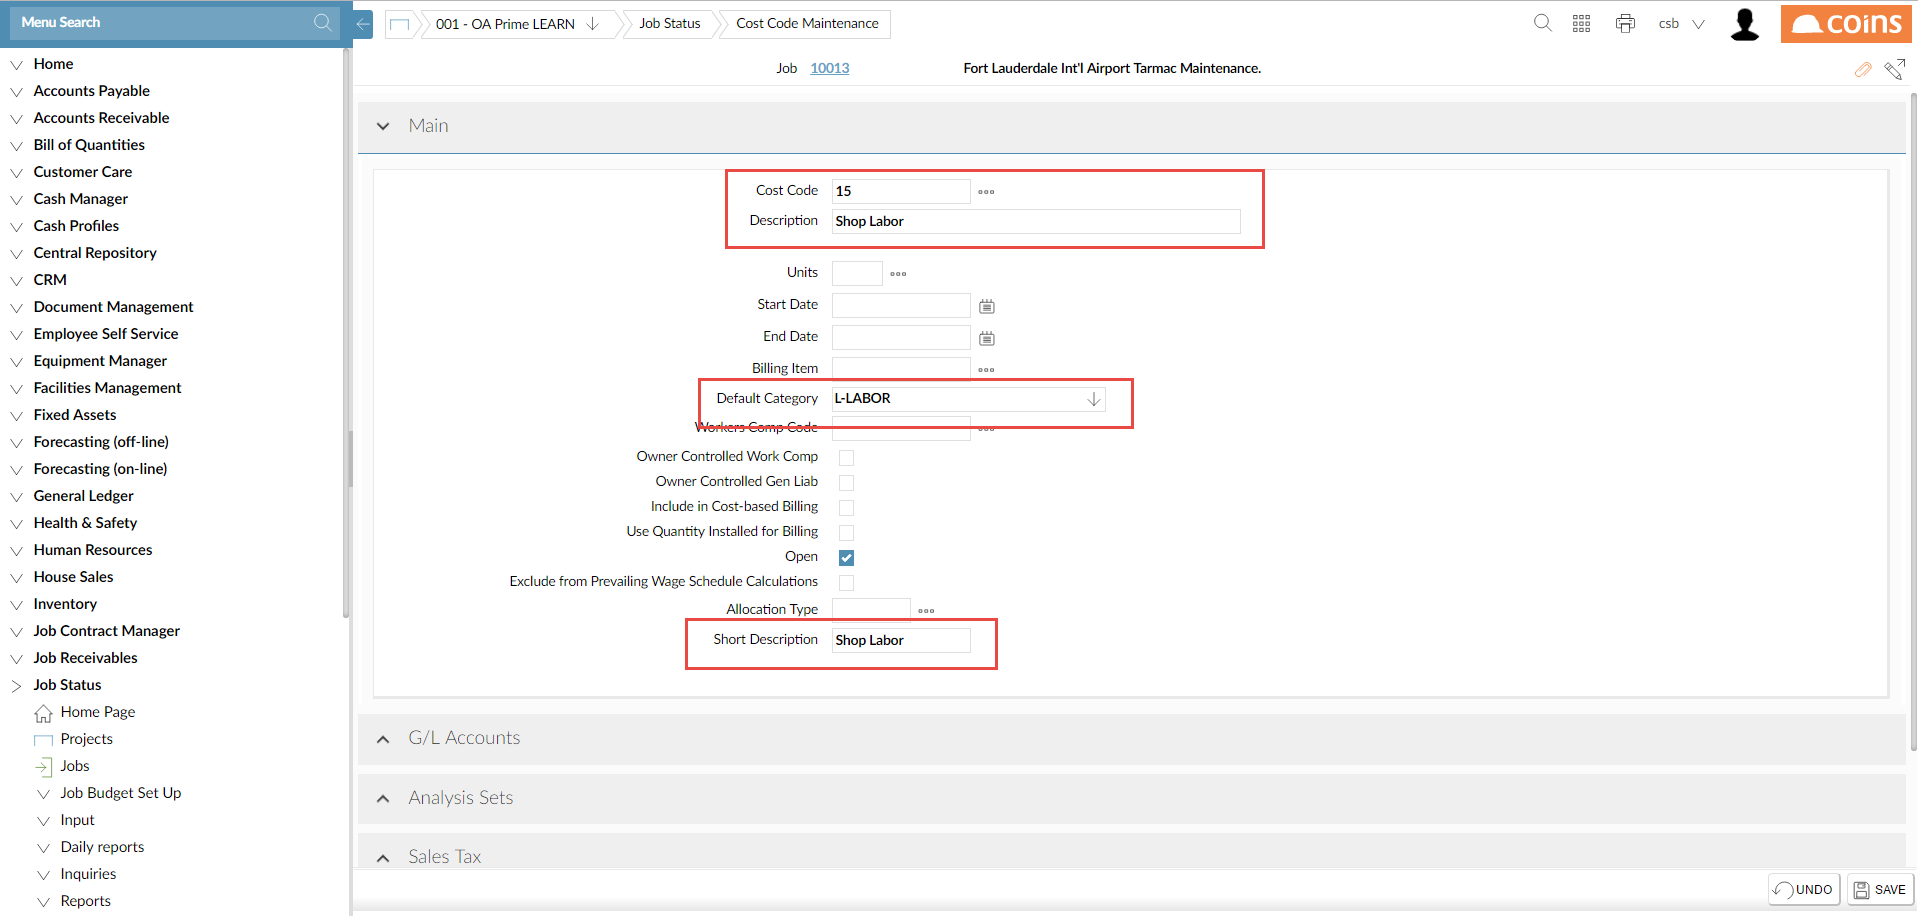 Menu Search
001 - OA Prime LEARN
Job Status
Cost Code Maintenance
csb
coins
Job 10013 Fort Lauderdale Int'l Airport Tarmac Maintenance.
Home
Accounts Payable
Accounts Receivable
Bill of Quantities
Customer Care
Cash Manager
Cash Profiles
Central Repository
CRM
Document Management
Employee Self Service
Equipment Manager
Facilities Management
Fixed Assets
Forecasting (off-line)
Forecasting (on-line)
General Ledger
Health & Safety
Human Resources
House Sales
Inventory
Job Contract Manager
Job Receivables
Job Status
Home Page
Projects
Jobs
Job Budget Set Up
Input
Daily reports
Inquiries
Reports
Main
Cost Code 15
Description Shop Labor
Units
Start Date
End Date
Billing Item
Default Category L-LABOR
Workers Comp Code
Owner Controlled Work Comp
Owner Controlled Gen Liab
Include in Cost-based Billing
Use Quantity Installed for Billing
Open
Exclude from Prevailing Wage Schedule Calculations
Allocation Type
Short Description Shop Labor
G/L Accounts
Analysis Sets
Sales Tax
UNDO SAVE